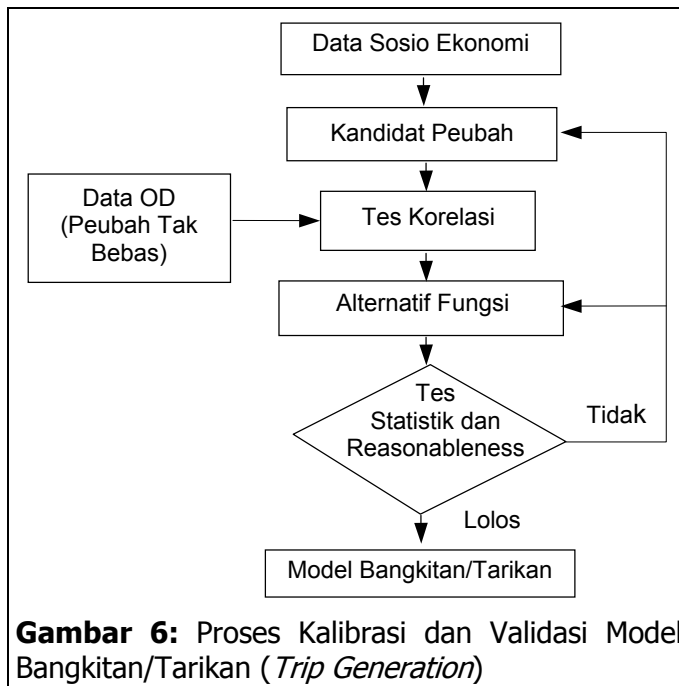 Data Sosio Ekonomi
Kandidat Peubah
Data OD
(Peubah Tak
Bebas)
Tes Korelasi
Alternatif Fungsi
Tes
Statistik dan
Reasonableness
Tidak
Lolos
Model Bangkitan/Tarikan
Gambar 6: Proses Kalibrasi dan Validasi Model
Bangkitan/Tarikan (Trip Generation)